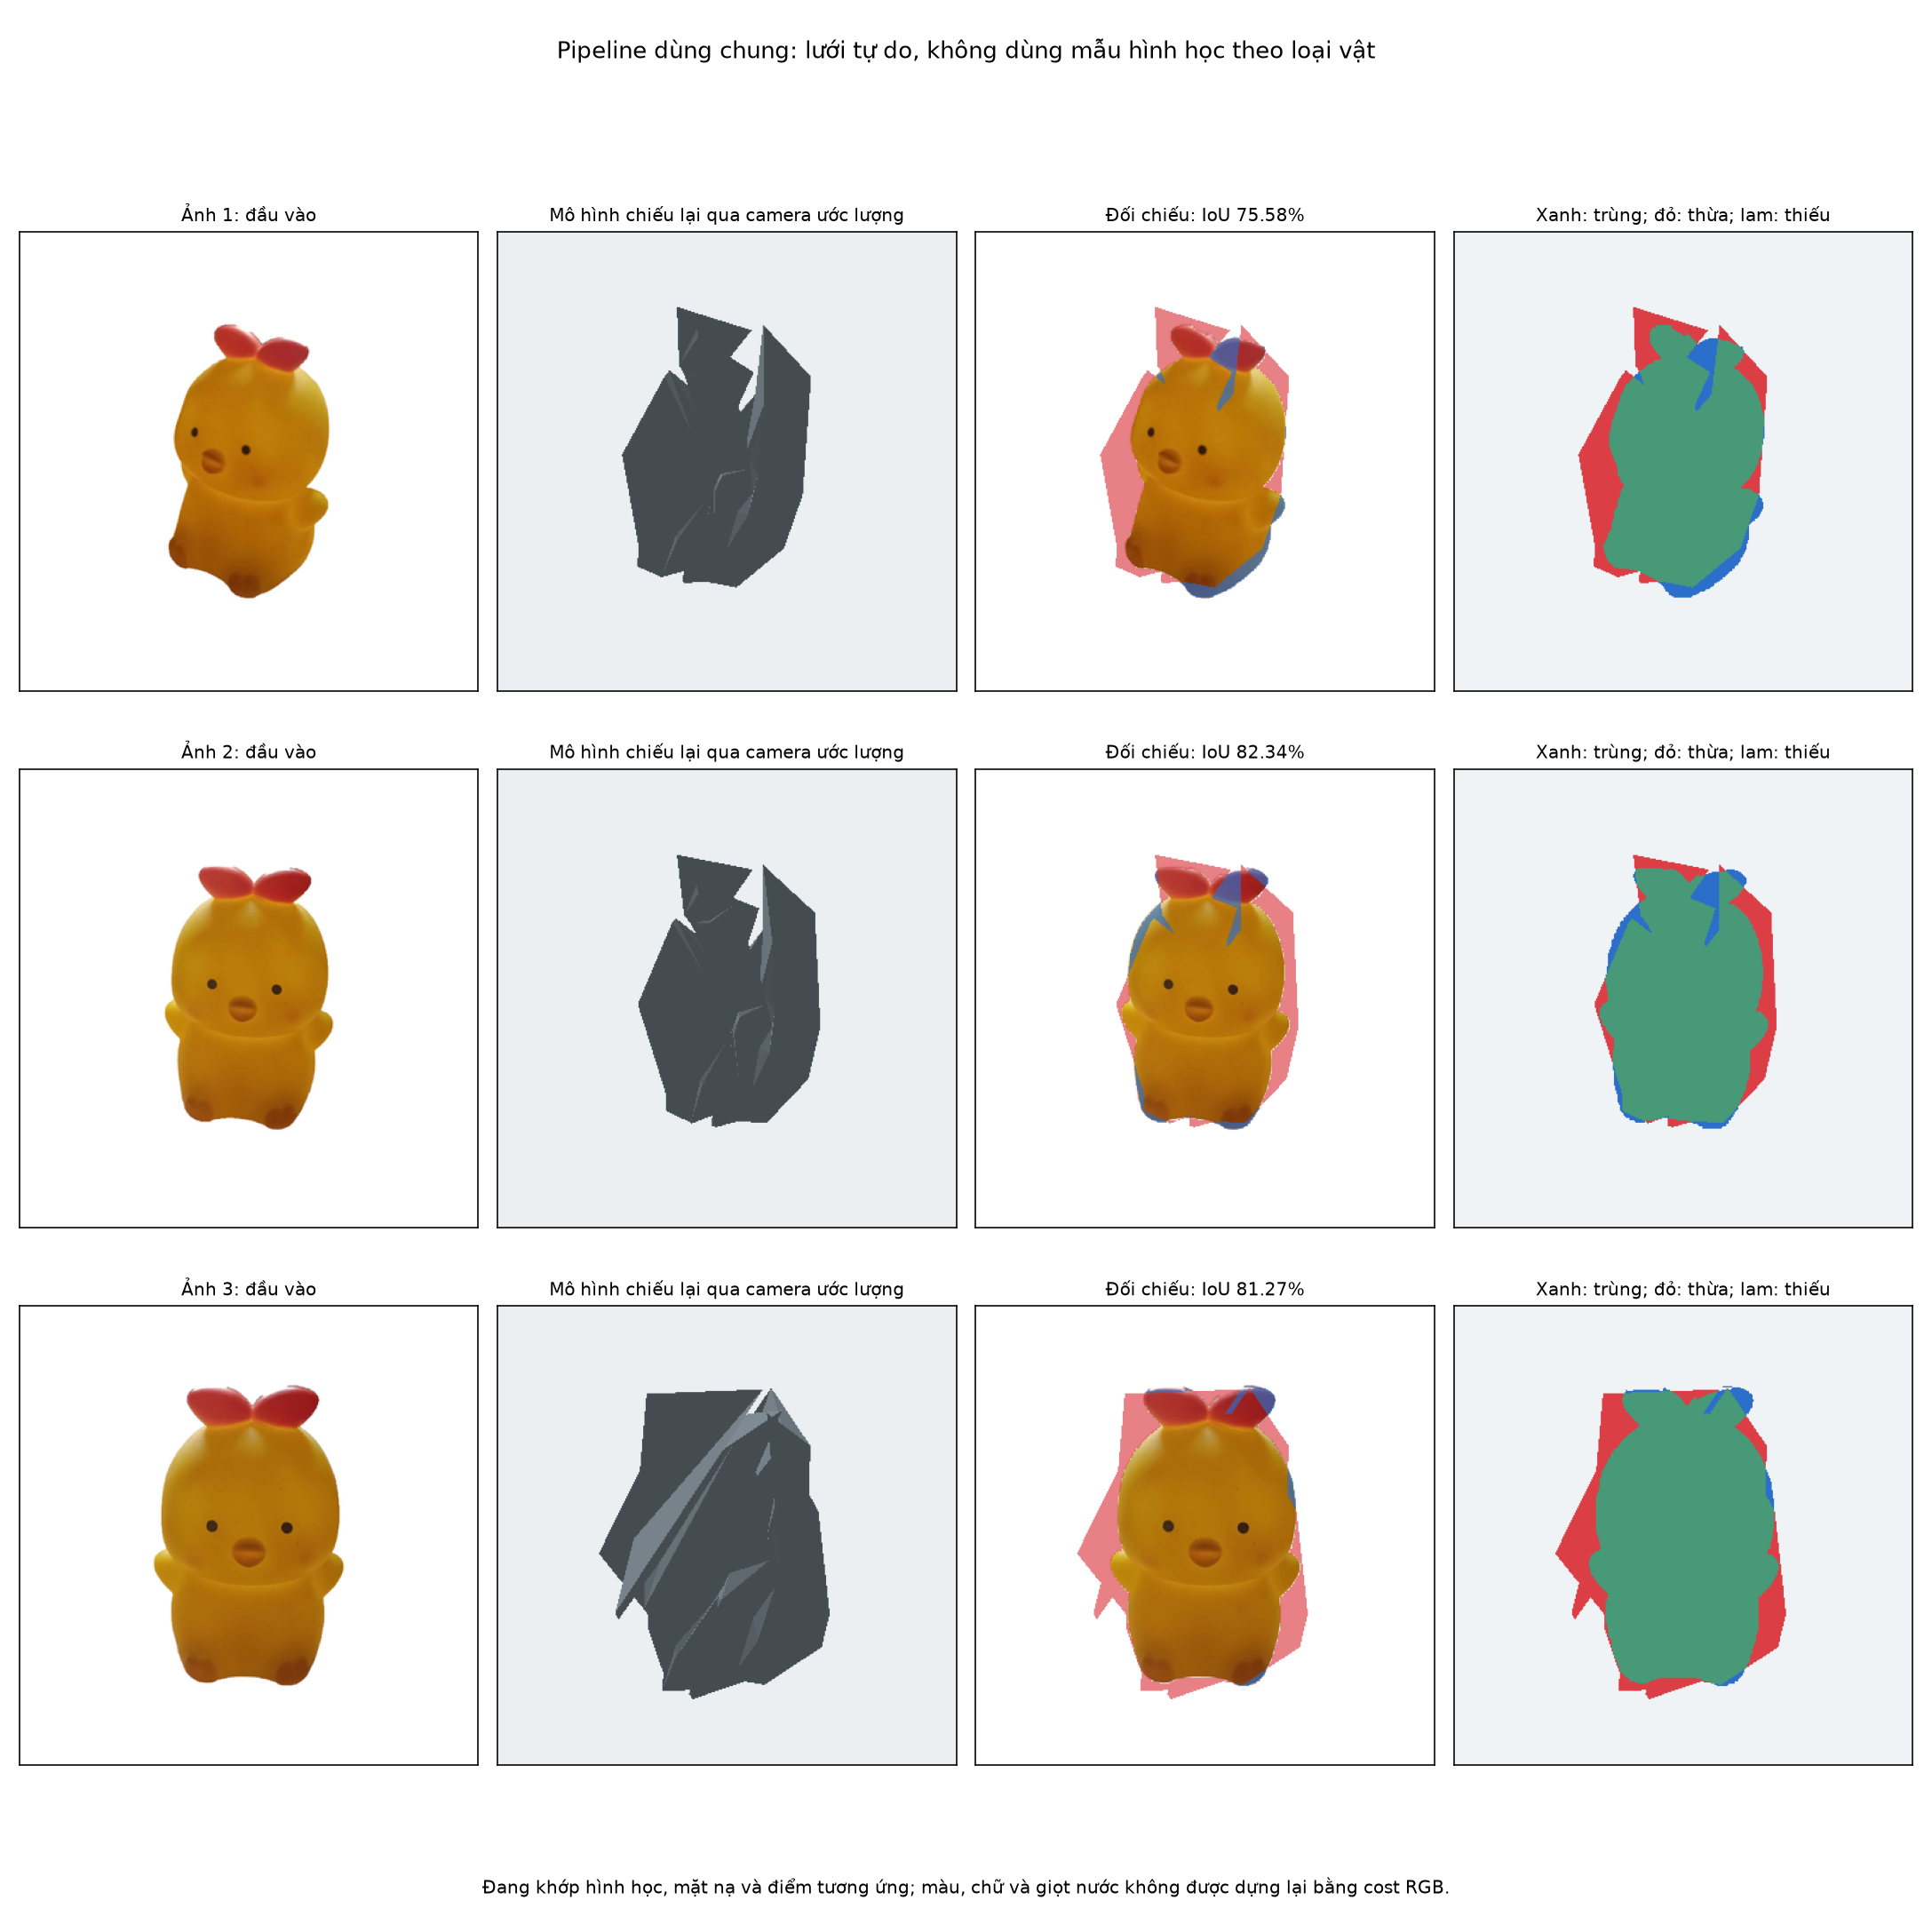 Pipeline dùng chung: lưới tự do, không dùng mẫu hình học theo loại vật
Ảnh 1: đầu vào
Mô hình chiếu lại qua camera ước lượng
Đối chiếu: IoU 75.58%
Xanh: trùng; đỏ: thừa; lam: thiếu
Ảnh 2: đầu vào
Mô hình chiếu lại qua camera ước lượng
Đối chiếu: IoU 82.34%
Xanh: trùng; đỏ: thừa; lam: thiếu
Ảnh 3: đầu vào
Mô hình chiếu lại qua camera ước lượng
Đối chiếu: IoU 81.27%
Xanh: trùng; đỏ: thừa; lam: thiếu
Đang khớp hình học, mặt nạ và điểm tương ứng; màu, chữ và giọt nước không được dựng lại bằng cost RGB.